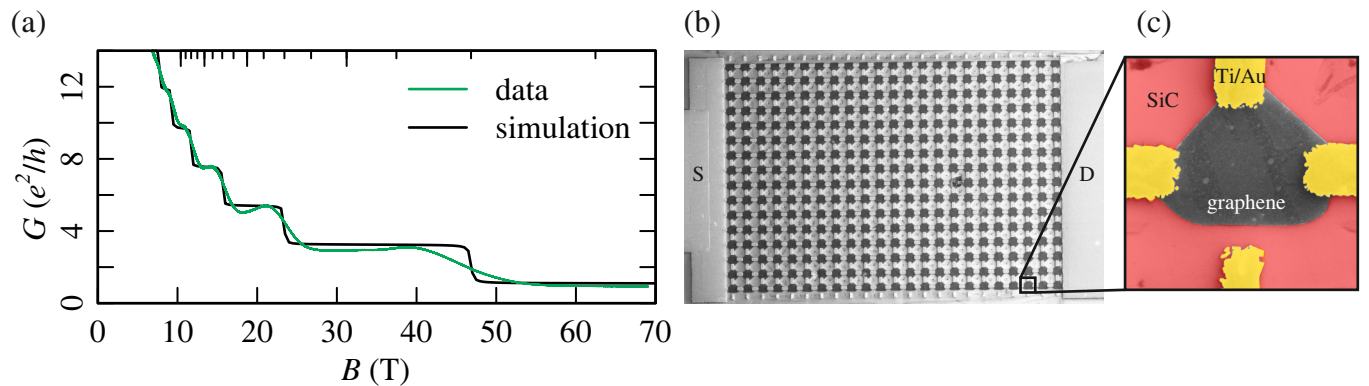 (a)
(b)
(c)
12
8
4
0
G (e²/h)
data
simulation
0 10 20 30 40 50 60 70
B (T)
S
D
Ti/Au
SiC
graphene